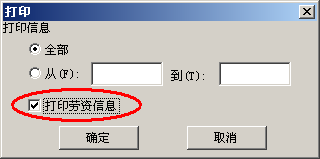 打印
打印信息
全部
从(F): 到(T):
打印劳资信息
确定 取消